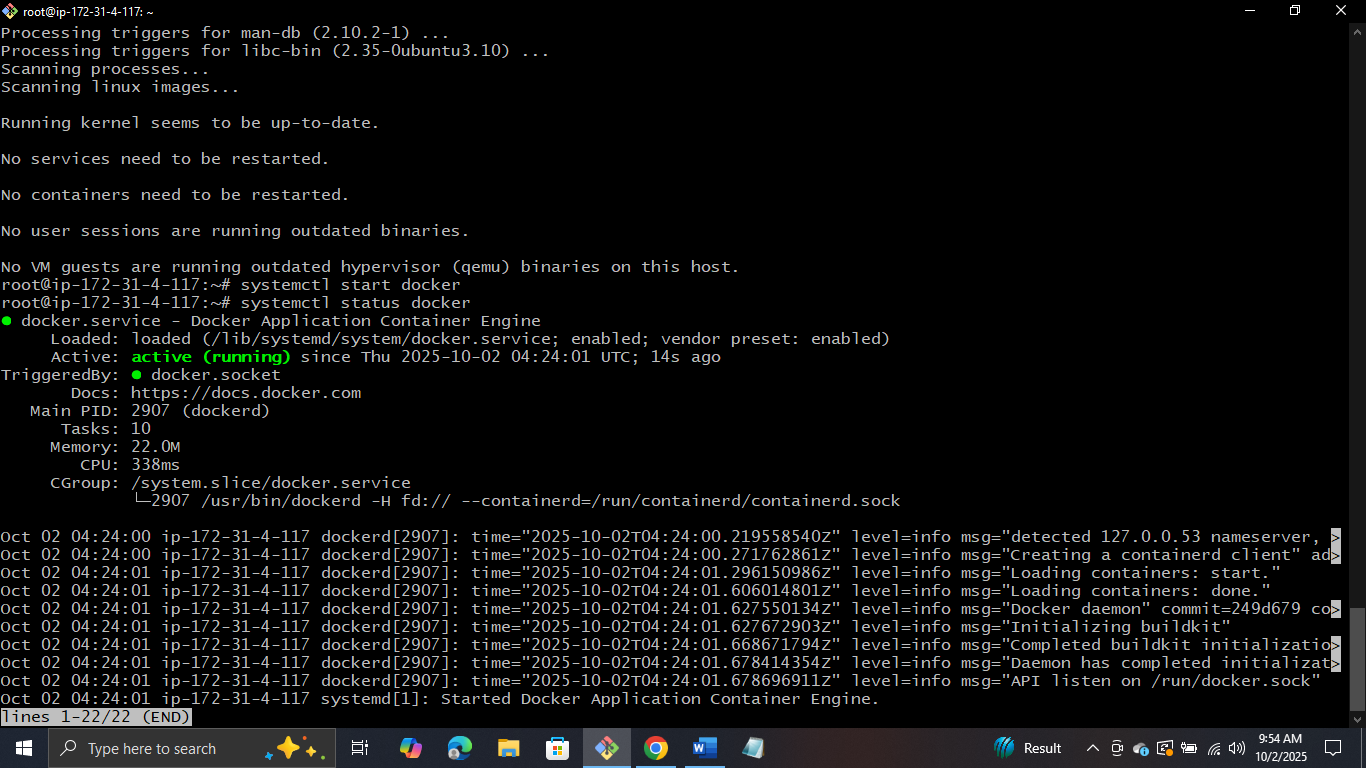 root@ip-172-31-4-117: ~
Processing triggers for man-db (2.10.2-1) ...
Processing triggers for libc-bin (2.35-0ubuntu3.10) ...
Scanning processes...
Scanning linux images...
Running kernel seems to be up-to-date.
No services need to be restarted.
No containers need to be restarted.
No user sessions are running outdated binaries.
No VM guests are running outdated hypervisor (qemu) binaries on this host.
root@ip-172-31-4-117:~# systemctl start docker
root@ip-172-31-4-117:~# systemctl status docker
● docker.service - Docker Application Container Engine
Loaded: loaded (/lib/systemd/system/docker.service; enabled; vendor preset: enabled)
Active: active (running) since Thu 2025-10-02 04:24:01 UTC; 14s ago
TriggeredBy: ● docker.socket
Docs: https://docs.docker.com
Main PID: 2907 (dockerd)
Tasks: 10
Memory: 22.0M
CPU: 338ms
CGroup: /system.slice/docker.service
└─2907 /usr/bin/dockerd -H fd:// --containerd=/run/containerd/containerd.sock
Oct 02 04:24:00 ip-172-31-4-117 dockerd[2907]: time="2025-10-02T04:24:00.219558540Z" level=info msg="detected 127.0.0.53 nameserver, >
Oct 02 04:24:00 ip-172-31-4-117 dockerd[2907]: time="2025-10-02T04:24:00.271762861Z" level=info msg="Creating a containerd client" ad>
Oct 02 04:24:01 ip-172-31-4-117 dockerd[2907]: time="2025-10-02T04:24:01.296150986Z" level=info msg="Loading containers: start."
Oct 02 04:24:01 ip-172-31-4-117 dockerd[2907]: time="2025-10-02T04:24:01.606014801Z" level=info msg="Loading containers: done."
Oct 02 04:24:01 ip-172-31-4-117 dockerd[2907]: time="2025-10-02T04:24:01.627550134Z" level=info msg="Docker daemon" commit=249d679 co>
Oct 02 04:24:01 ip-172-31-4-117 dockerd[2907]: time="2025-10-02T04:24:01.627672903Z" level=info msg="Initializing buildkit"
Oct 02 04:24:01 ip-172-31-4-117 dockerd[2907]: time="2025-10-02T04:24:01.668671794Z" level=info msg="Completed buildkit initializatio>
Oct 02 04:24:01 ip-172-31-4-117 dockerd[2907]: time="2025-10-02T04:24:01.678414354Z" level=info msg="Daemon has completed initializat>
Oct 02 04:24:01 ip-172-31-4-117 dockerd[2907]: time="2025-10-02T04:24:01.678696911Z" level=info msg="API listen on /run/docker.sock"
Oct 02 04:24:01 ip-172-31-4-117 systemd[1]: Started Docker Application Container Engine.
lines 1-22/22 (END)
Type here to search
W
Result
9:54 AM
10/2/2025